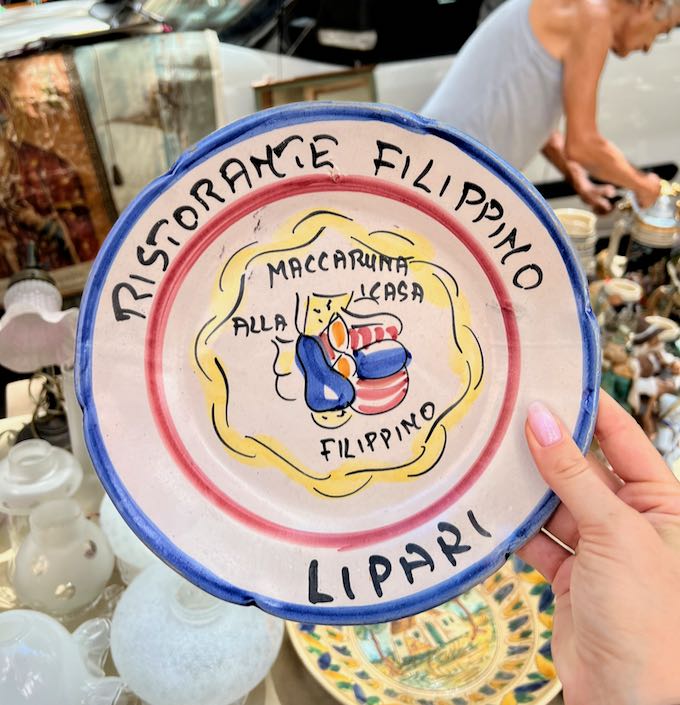 RISTORANTE FILIPPINO
MACCARUNA
ALLA 'CASA
FILIPPINO
LIPARI